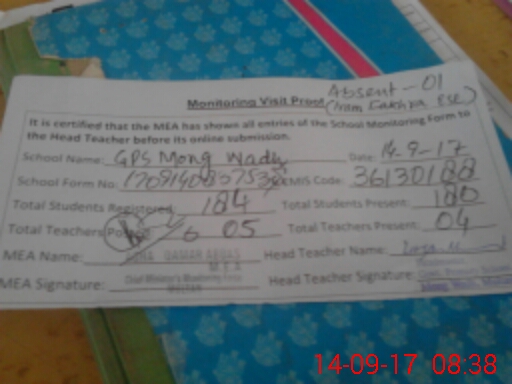 Absent - 01
Monitoring Visit Proof
It is certified that the MEA has shown all entries of the School Monitoring Form to
the Head Teacher before its online submission.
School Name: GPS Mong Wady Date: 14-9-17
School Form No: EMIS Code: 36130188
Total Students Registered: 184 Total Students Present: 180
Total Teachers 05 Total Teachers Present: 04
MEA Name: QAMAR ABBAS Head Teacher Name:
M.E.A
MEA Signature: Head Teacher Signature:
14-09-17 08:38